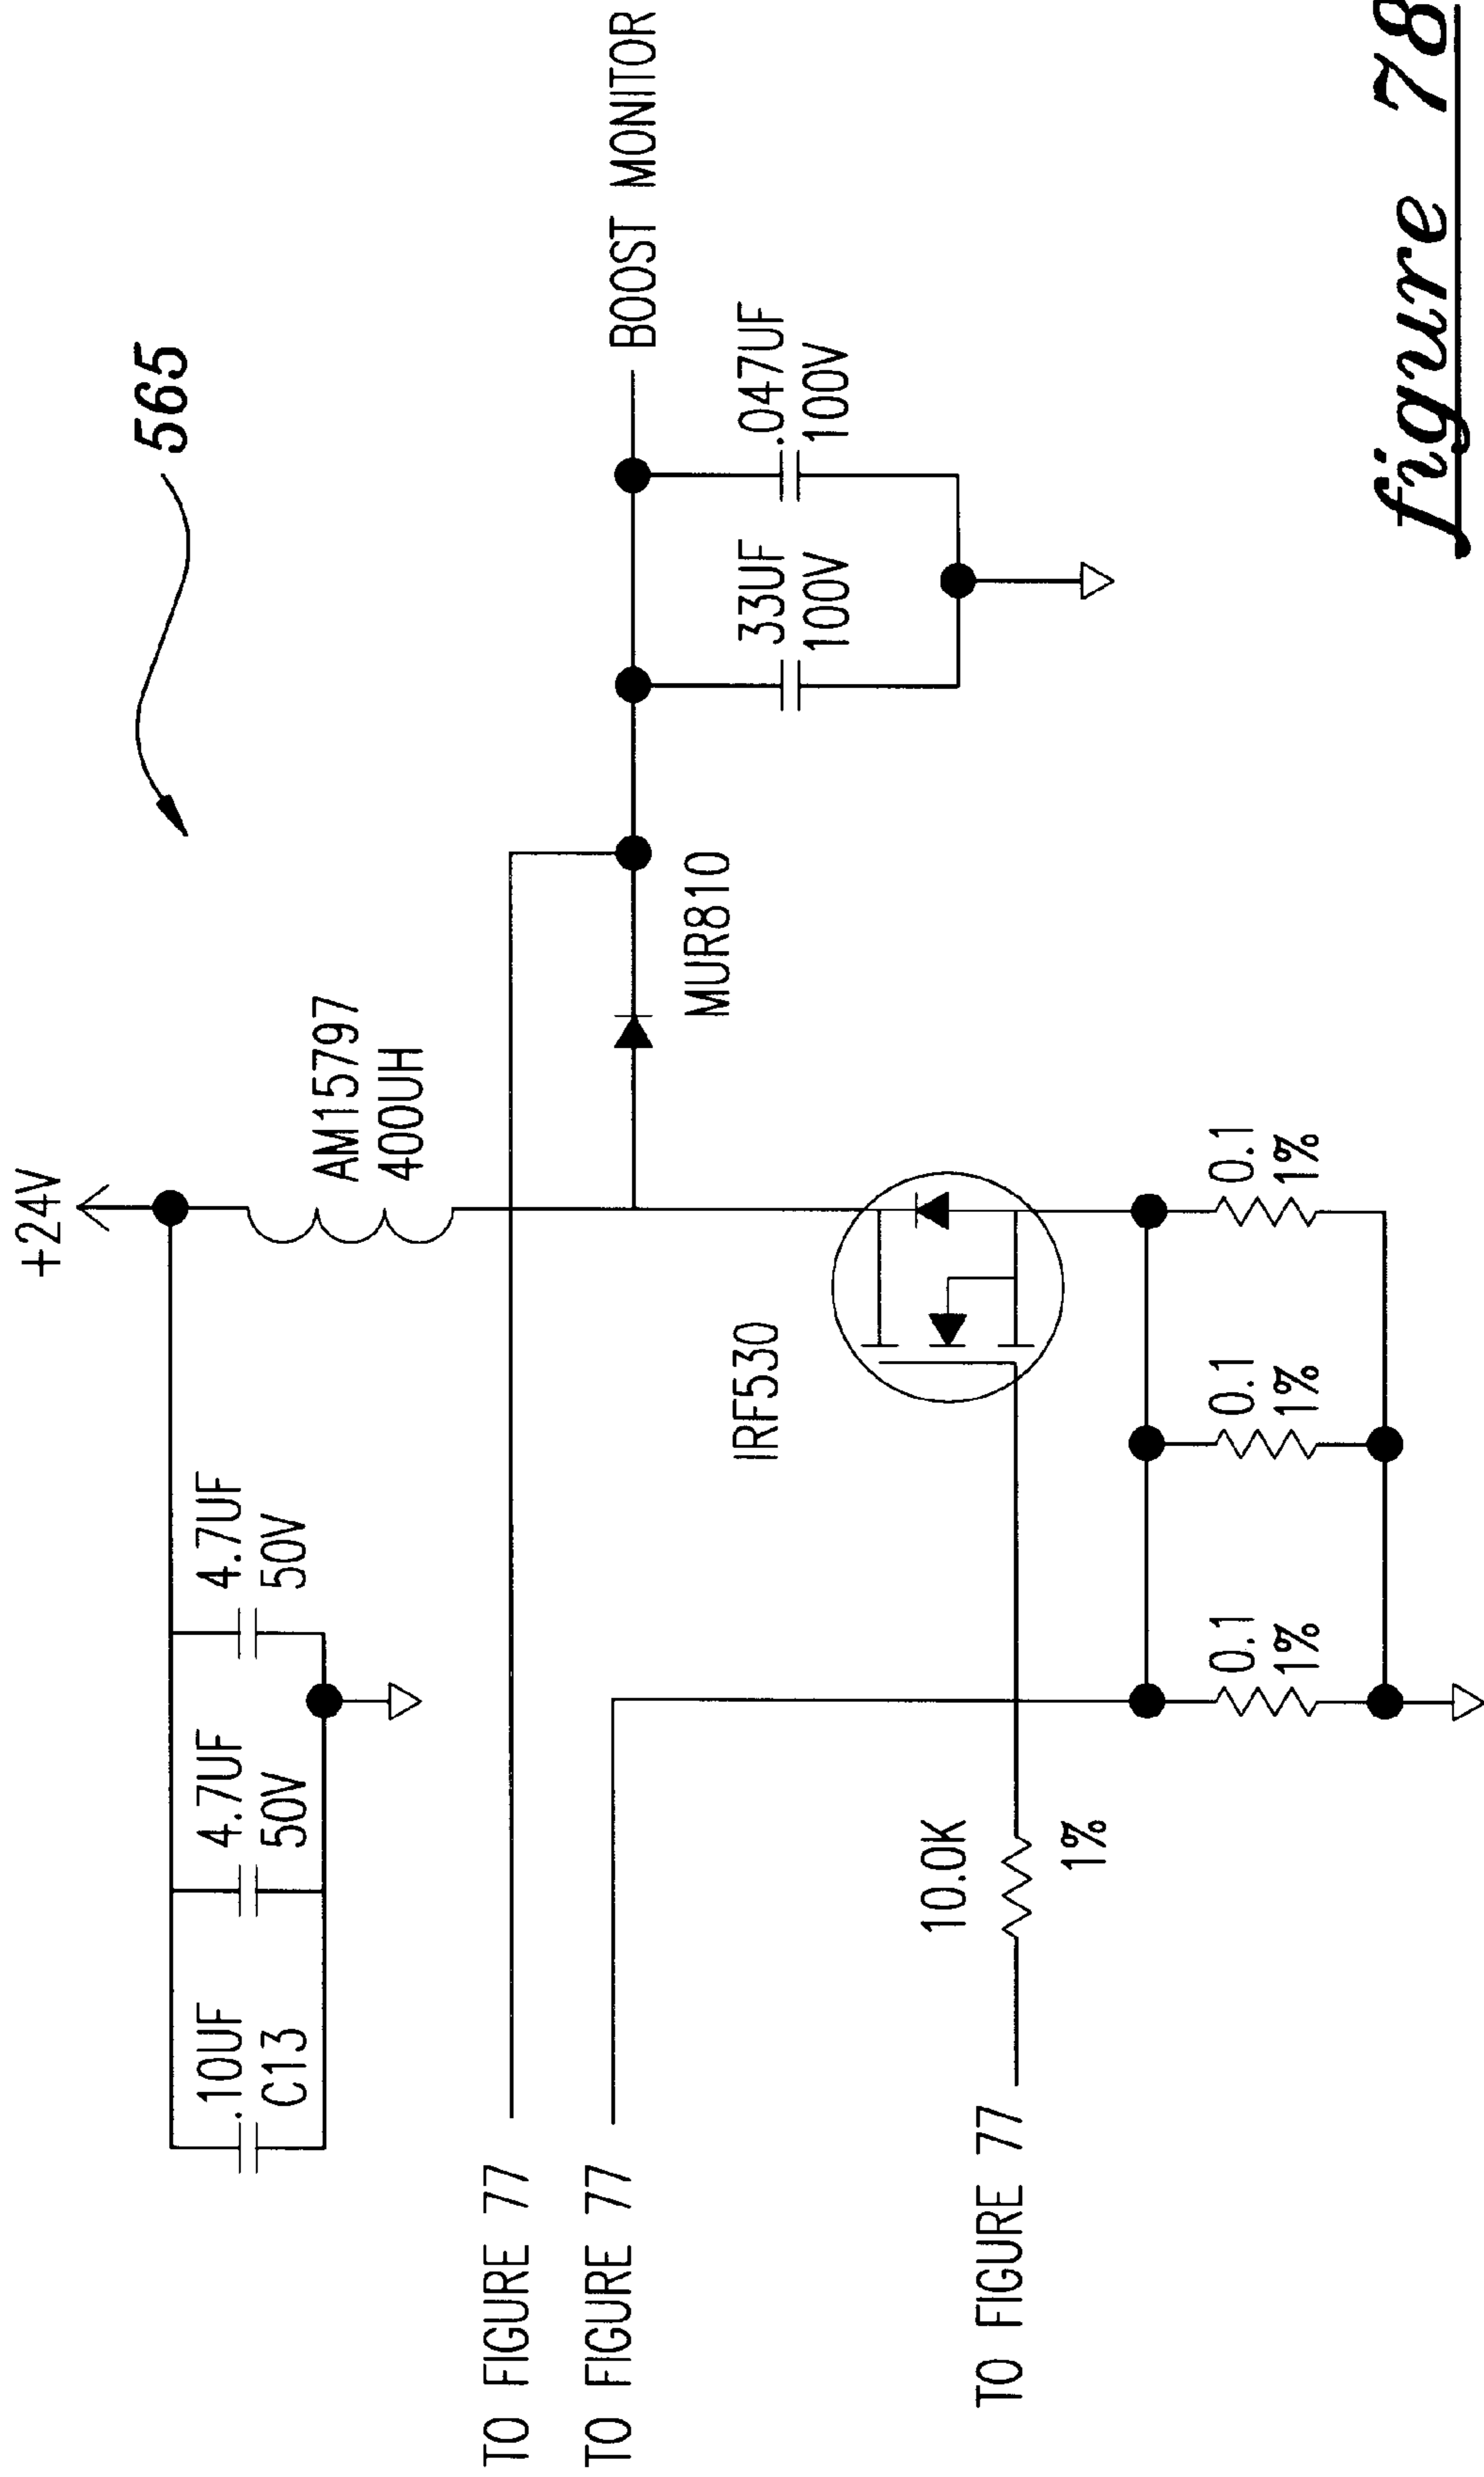 +24V
565
.10UF
C13
4.7UF
50V
4.7UF
50V
AM15797
400UH
TO FIGURE 77
TO FIGURE 77
BOOST MONITOR
MUR810
33UF
100V
.047UF
100V
IRF530
10.0K
1%
TO FIGURE 77
0.1
1%
0.1
1%
0.1
1%
figure 78